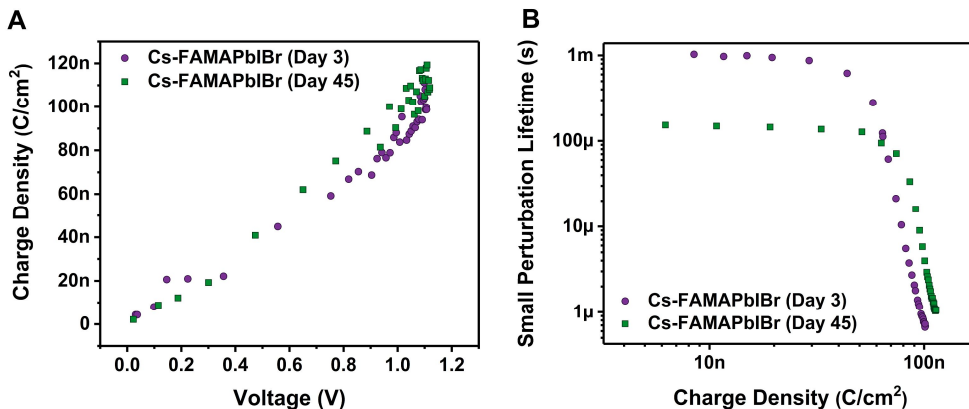 A
Charge Density (C/cm²)
120n
100n
80n
60n
40n
20n
0
Cs-FAMAPbIBr (Day 3)
Cs-FAMAPbIBr (Day 45)
0.0 0.2 0.4 0.6 0.8 1.0 1.2
Voltage (V)
B
Small Perturbation Lifetime (s)
1m
100µ
10µ
1µ
Cs-FAMAPbIBr (Day 3)
Cs-FAMAPbIBr (Day 45)
10n 100n
Charge Density (C/cm²)